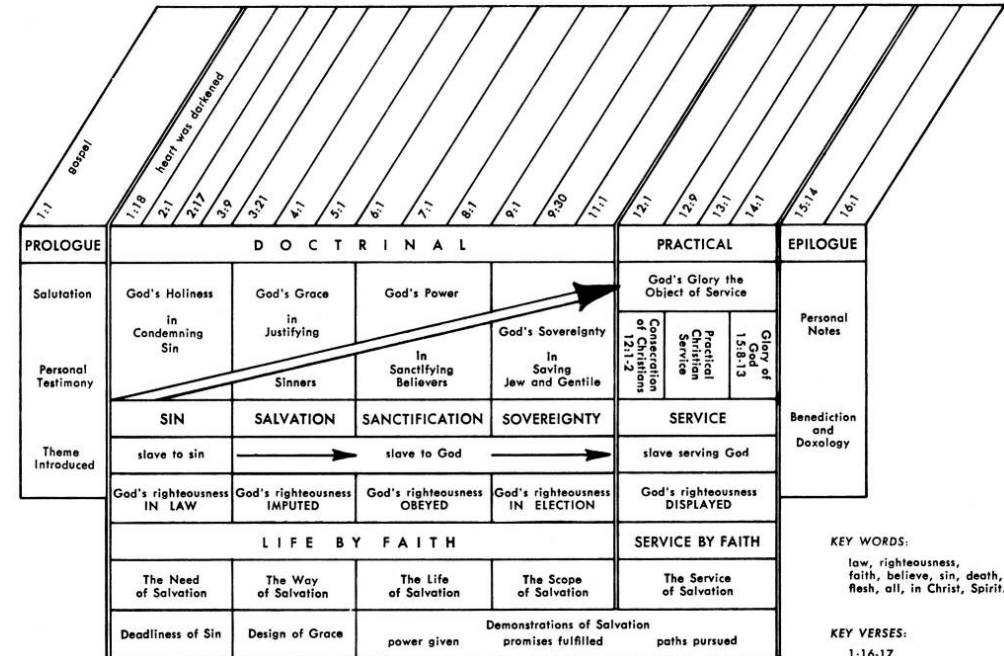 gospel
heart was darkened
1:1
1:18
2:1
2:17
3:9
3:21
4:1
5:1
6:1
7:1
8:1
9:1
9:30
11:1
12:1
12:9
13:1
14:1
15:14
16:1
PROLOGUE
DOCTRINAL
PRACTICAL
EPILOGUE
Salutation
Personal
Testimony
Theme
Introduced
God's Holiness
in
Condemning
Sin
God's Grace
in
Justifying
Sinners
God's Power
in
Sanctifying
Believers
God's Sovereignty
in
Saving
Jew and Gentile
God's Glory the
Object of Service
Consecration
of Christians
12:1-2
Practical
Christian
Service
Glory of
God
15:8-13
Personal
Notes
Benediction
and
Doxology
SIN
SALVATION
SANCTIFICATION
SOVEREIGNTY
SERVICE
slave to sin
slave to God
slave serving God
God's righteousness
IN LAW
God's righteousness
IMPUTED
God's righteousness
OBEYED
God's righteousness
IN ELECTION
God's righteousness
DISPLAYED
LIFE BY FAITH
SERVICE BY FAITH
The Need
of Salvation
The Way
of Salvation
The Life
of Salvation
The Scope
of Salvation
The Service
of Salvation
Deadliness of Sin
Design of Grace
Demonstrations of Salvation
power given
promises fulfilled
paths pursued
KEY WORDS:
law, righteousness,
faith, believe, sin, death,
flesh, all, in Christ, Spirit.
KEY VERSES:
1:16-17